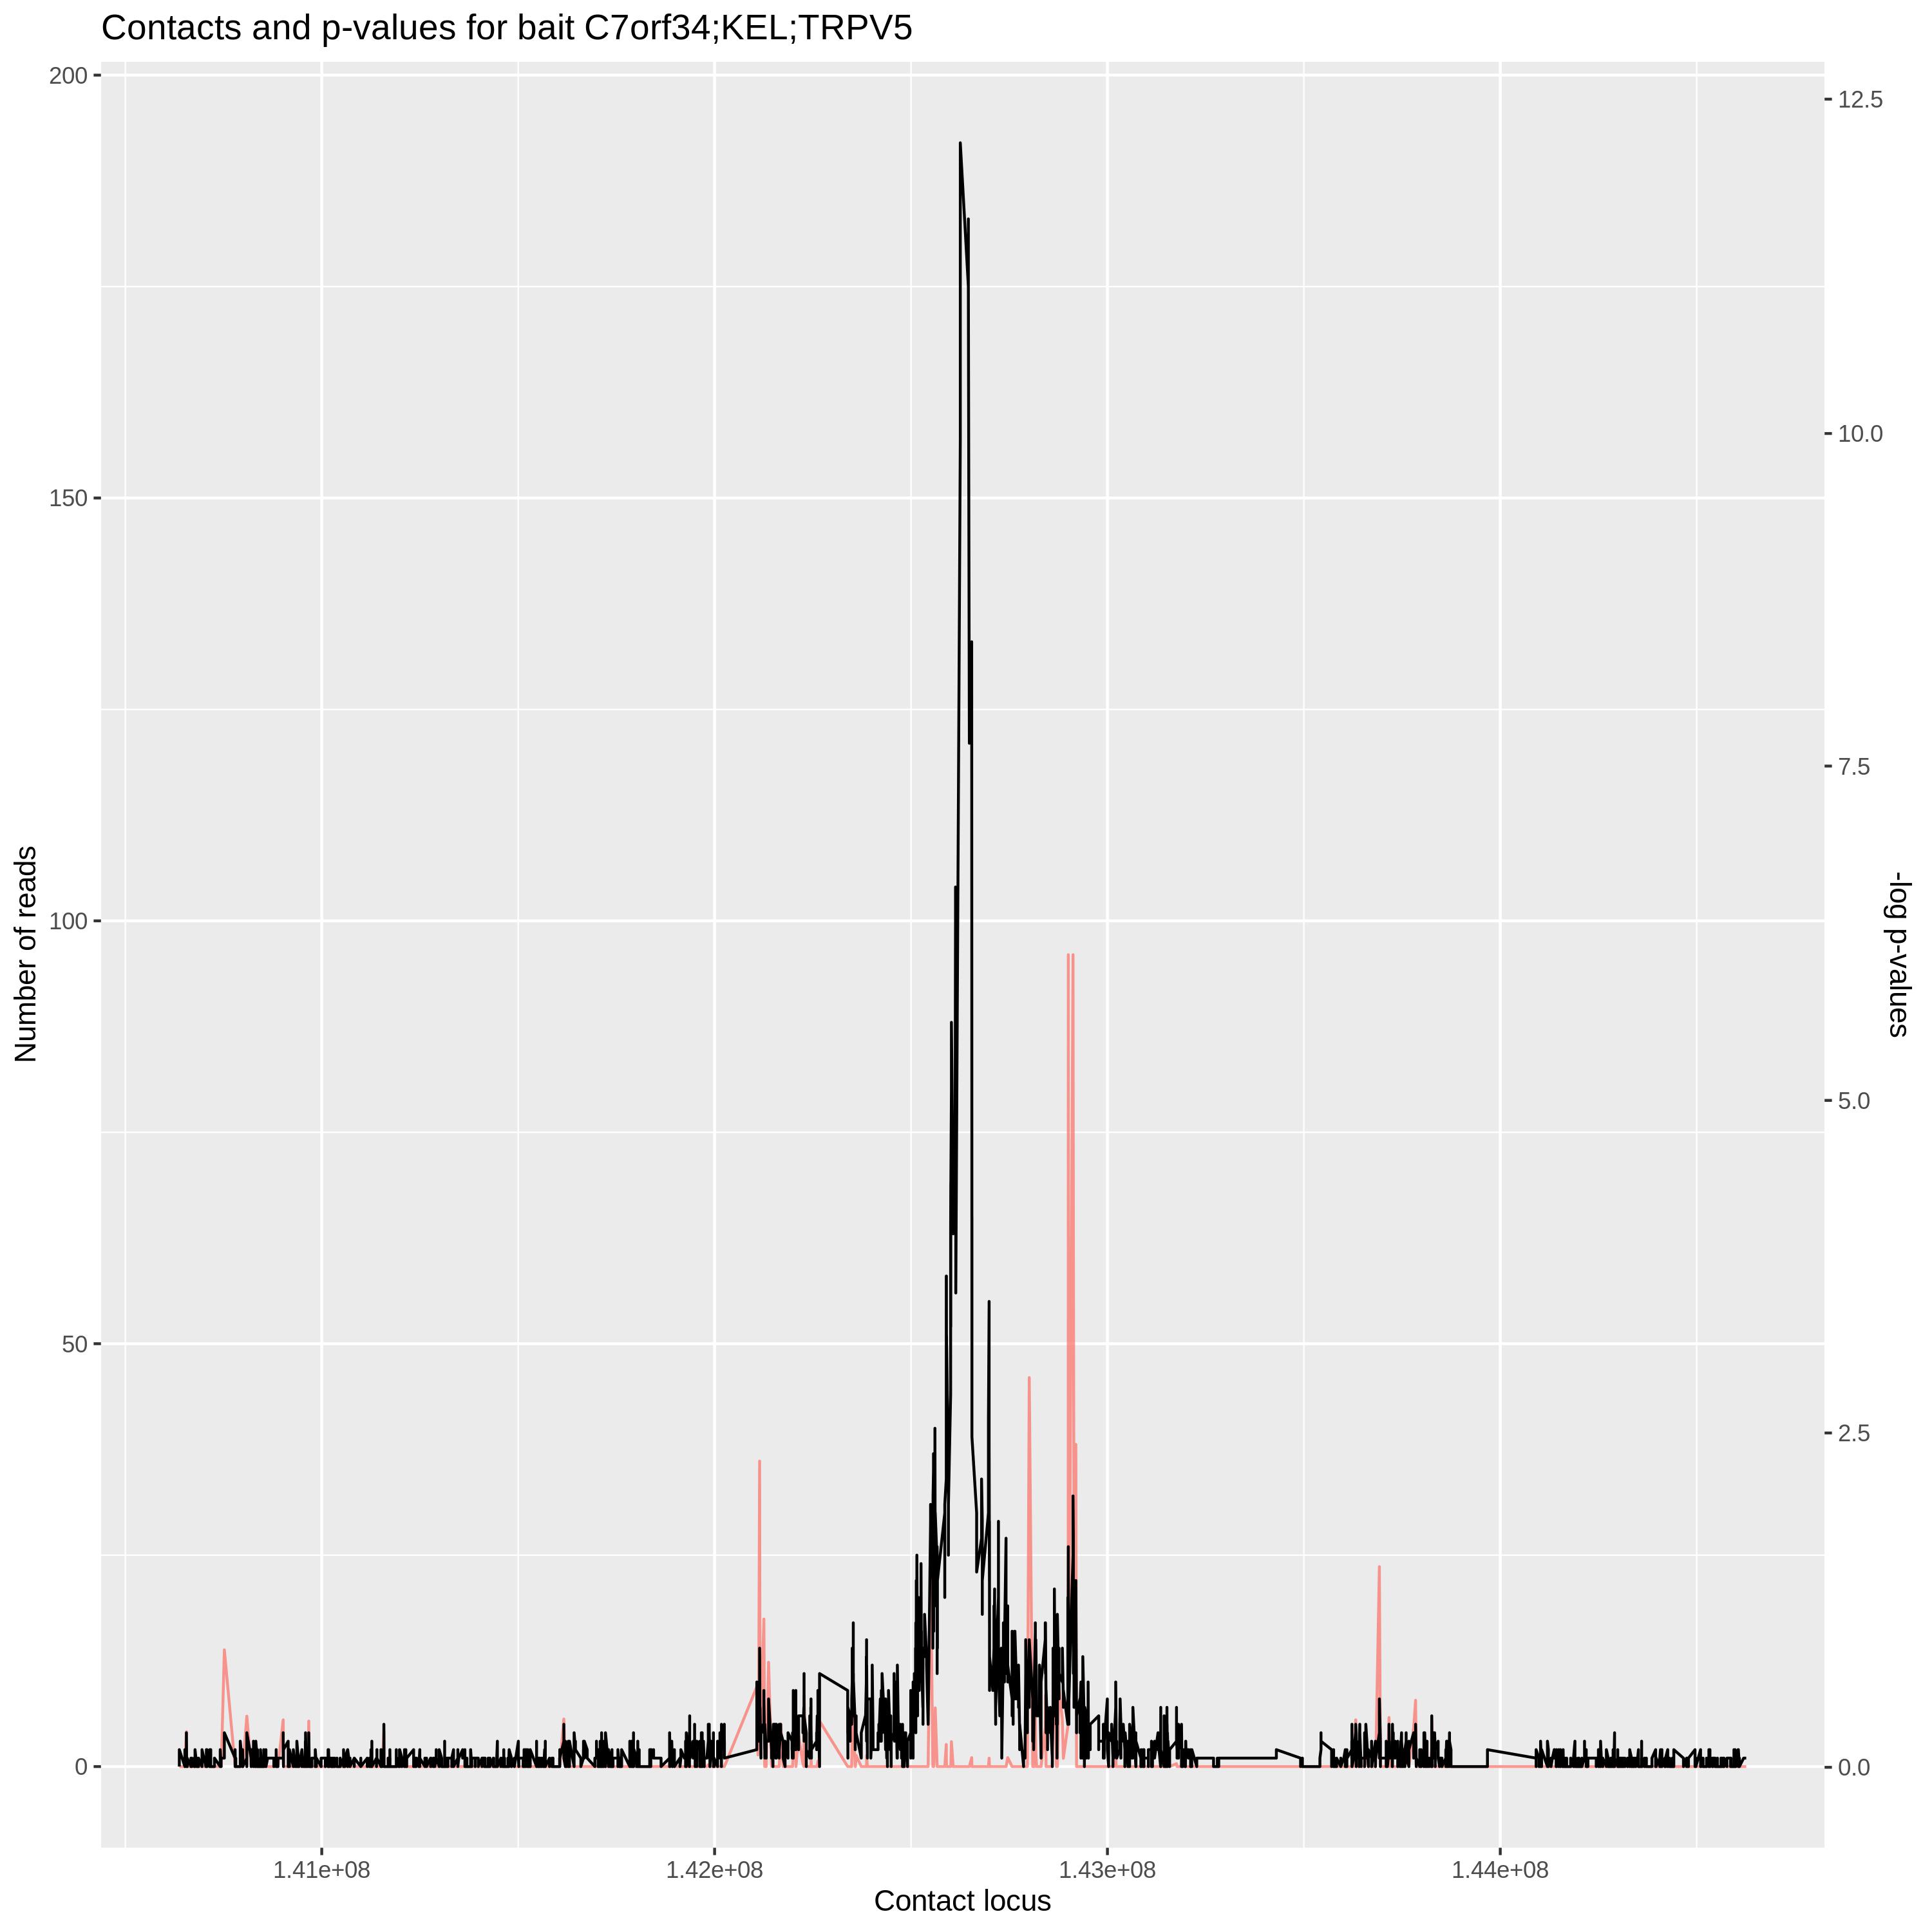 Contacts and p-values for bait C7orf34;KEL;TRPV5
200
150
100
50
0
Number of reads
12.5
10.0
7.5
5.0
2.5
0.0
-log p-values
1.41e+08
1.42e+08
1.43e+08
1.44e+08
Contact locus